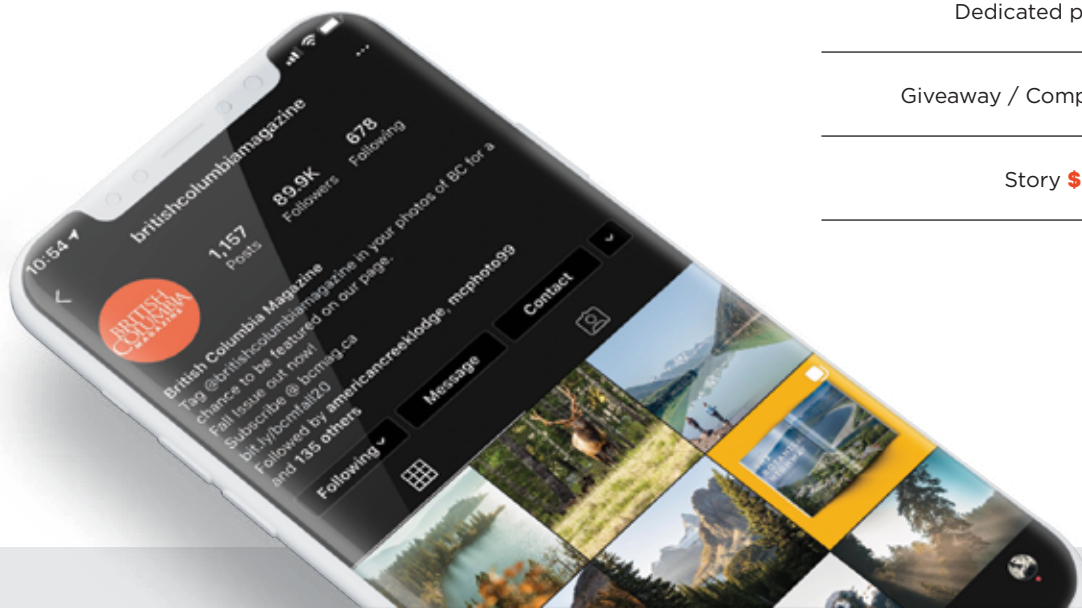 Dedicated p
Giveaway / Comp
Story $
10:54
britishcolumbiamagazine
1,157
Posts
89.9K
Followers
678
Following
BRITISH
COLUMBIA
MAGAZINE
British Columbia Magazine
Tag @britishcolumbiamagazine in your photos of BC for a
chance to be featured on our page.
Fall Issue out now!
Subscribe @ bcmag.ca
bit.ly/bcmfall20
Followed by americancreeklodge, mcphoto99
and 135 others
Following
Message
Contact